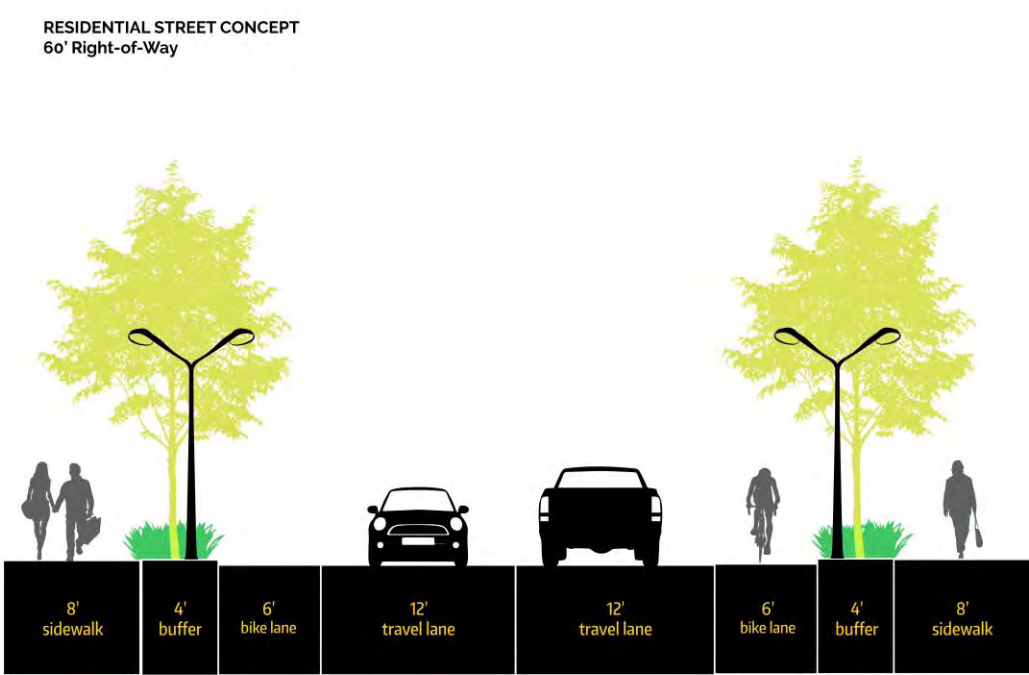 RESIDENTIAL STREET CONCEPT
60' Right-of-Way
8'
sidewalk
4'
buffer
6'
bike lane
12'
travel lane
12'
travel lane
6'
bike lane
4'
buffer
8'
sidewalk